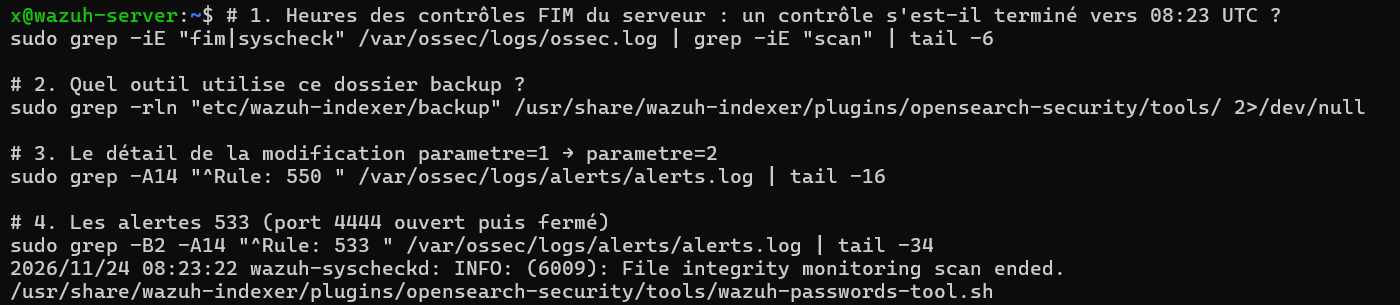 x@wazuh-server:~$ # 1. Heures des contrôles FIM du serveur : un contrôle s'est-il terminé vers 08:23 UTC ?
sudo grep -iE "fim|syscheck" /var/ossec/logs/ossec.log | grep -iE "scan" | tail -6
# 2. Quel outil utilise ce dossier backup ?
sudo grep -rln "etc/wazuh-indexer/backup" /usr/share/wazuh-indexer/plugins/opensearch-security/tools/ 2>/dev/null
# 3. Le détail de la modification parametre=1 → parametre=2
sudo grep -A14 "^Rule: 550 " /var/ossec/logs/alerts/alerts.log | tail -16
# 4. Les alertes 533 (port 4444 ouvert puis fermé)
sudo grep -B2 -A14 "^Rule: 533 " /var/ossec/logs/alerts/alerts.log | tail -34
2026/11/24 08:23:22 wazuh-syscheckd: INFO: (6009): File integrity monitoring scan ended.
/usr/share/wazuh-indexer/plugins/opensearch-security/tools/wazuh-passwords-tool.sh